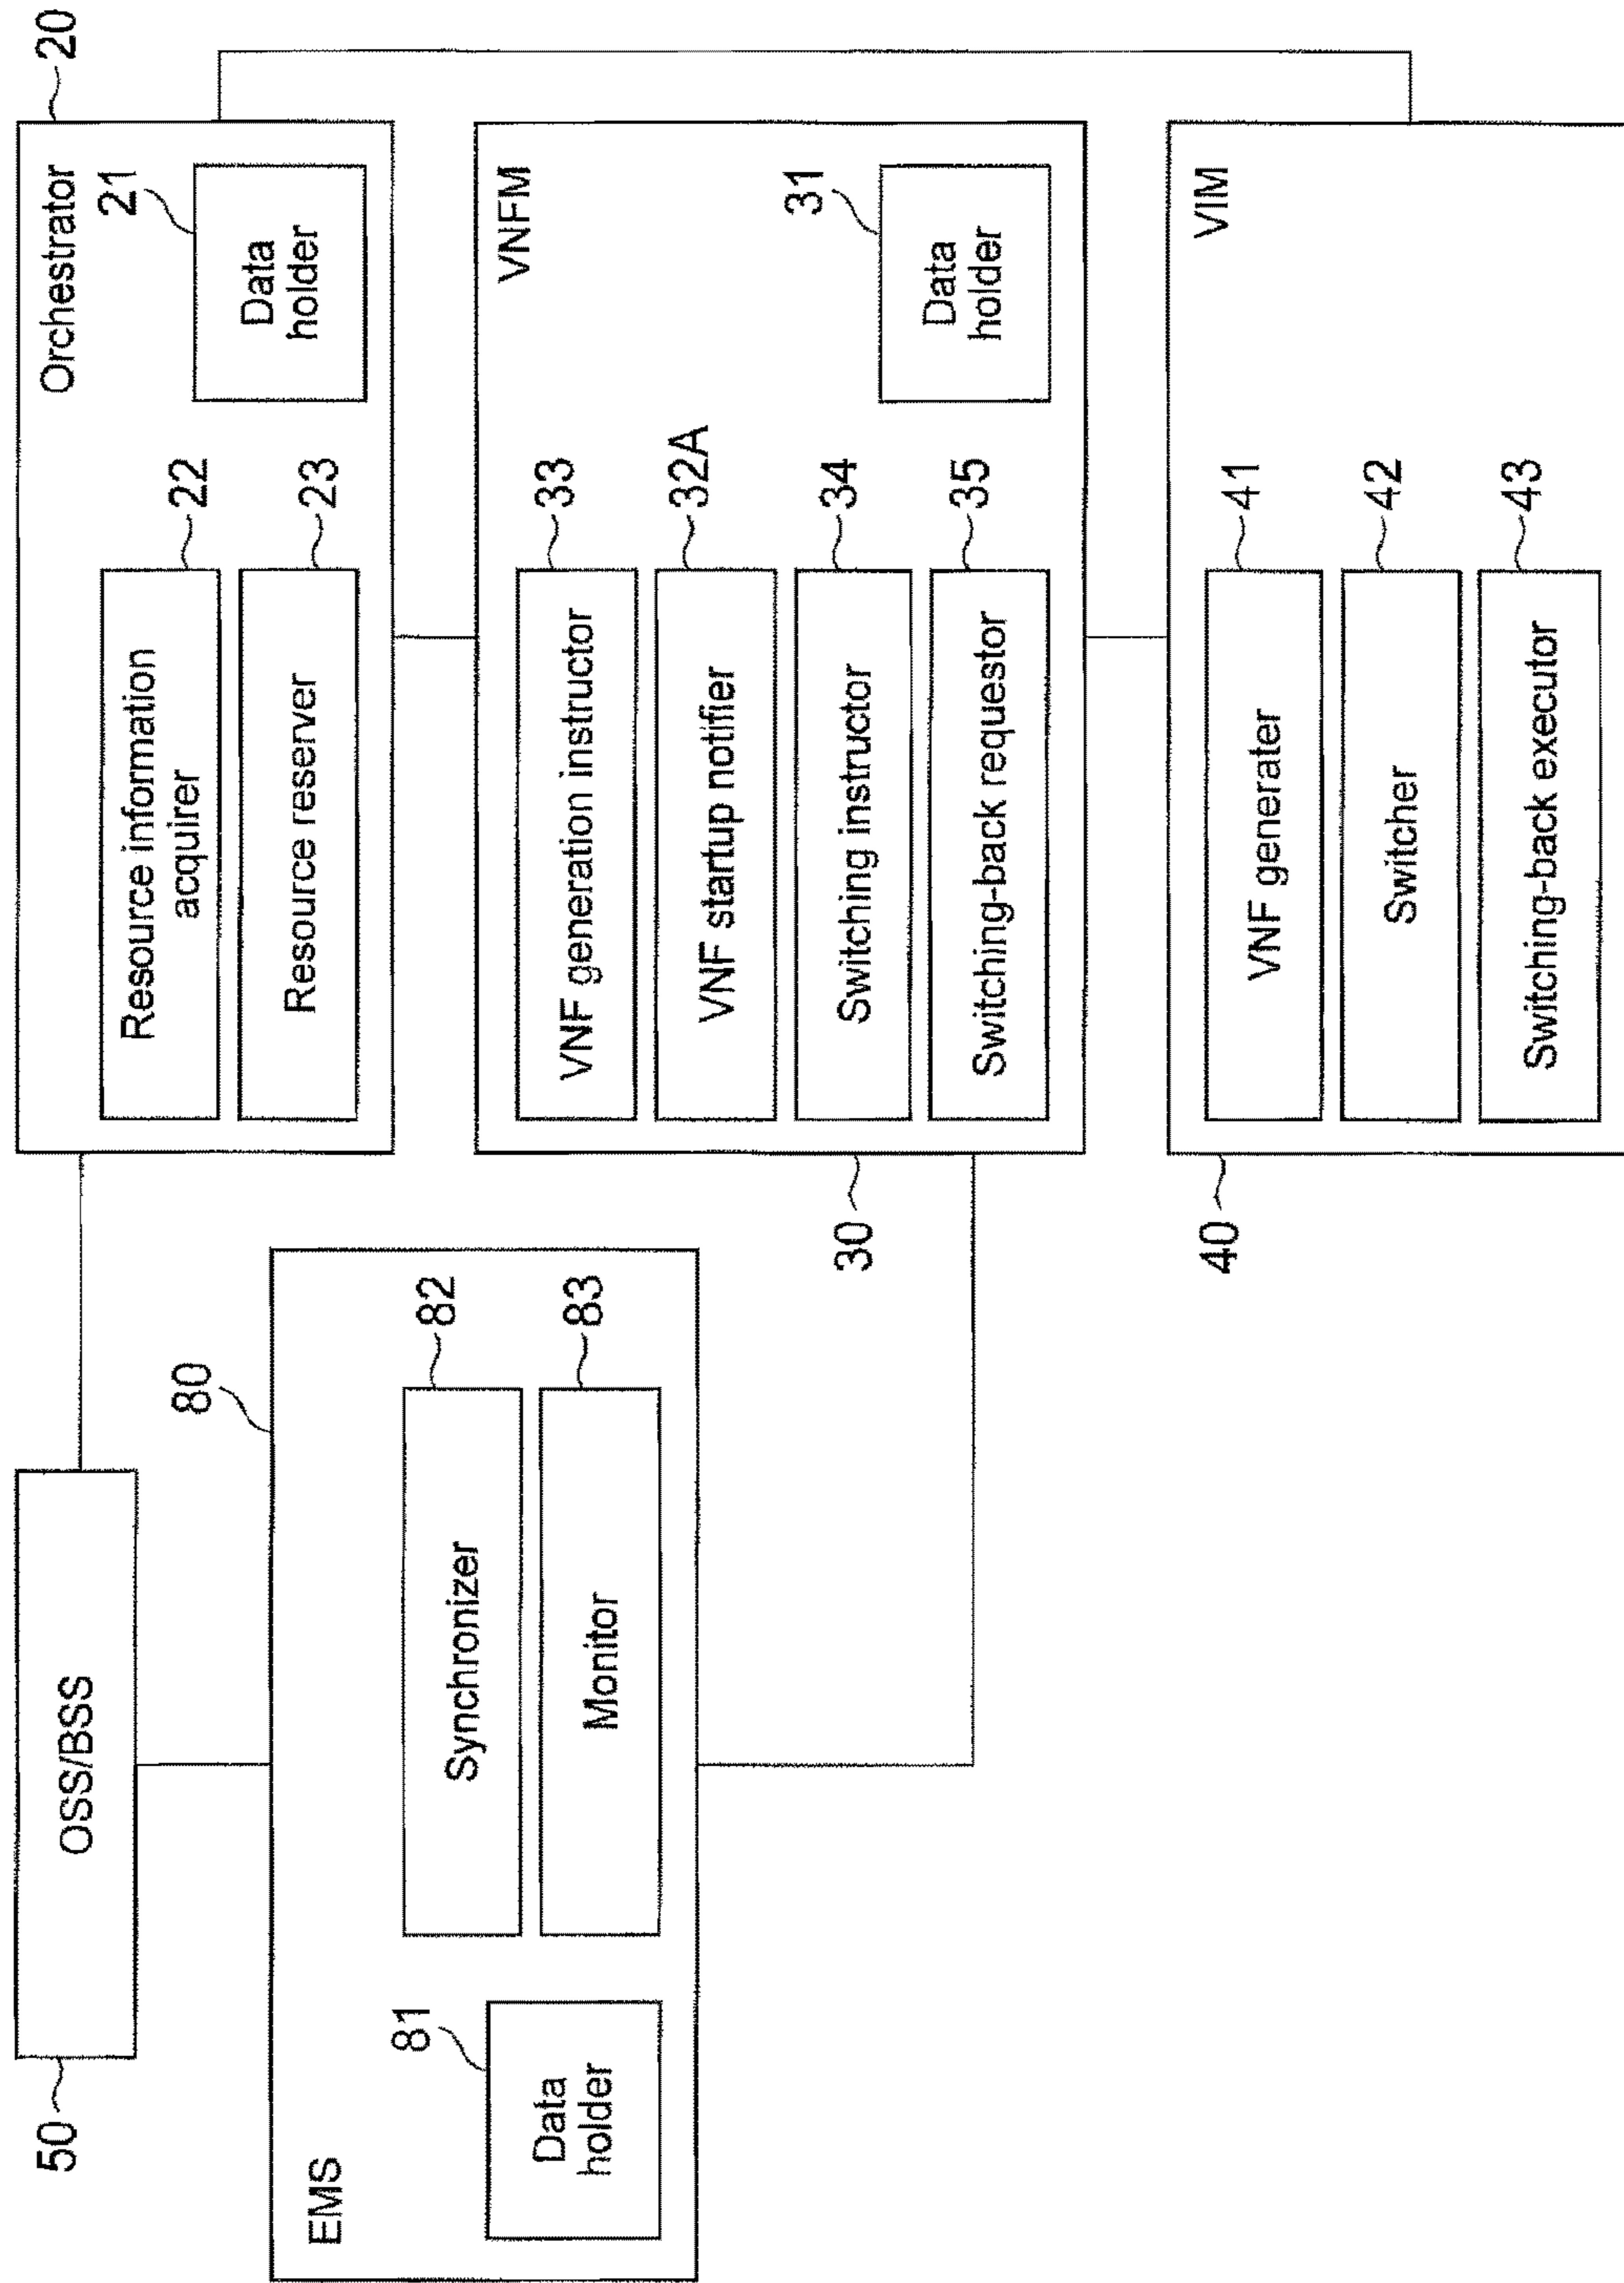 50
OSS/BSS
EMS
80
81
Data
holder
Synchronizer
82
Monitor
83
20
Orchestrator
21
Data
holder
Resource information
acquirer
22
Resource reserver
23
30
VNFM
31
Data
holder
VNF generation instructor
33
VNF startup notifier
32A
Switching instructor
34
Switching-back requestor
35
40
VIM
VNF generater
41
Switcher
42
Switching-back executor
43